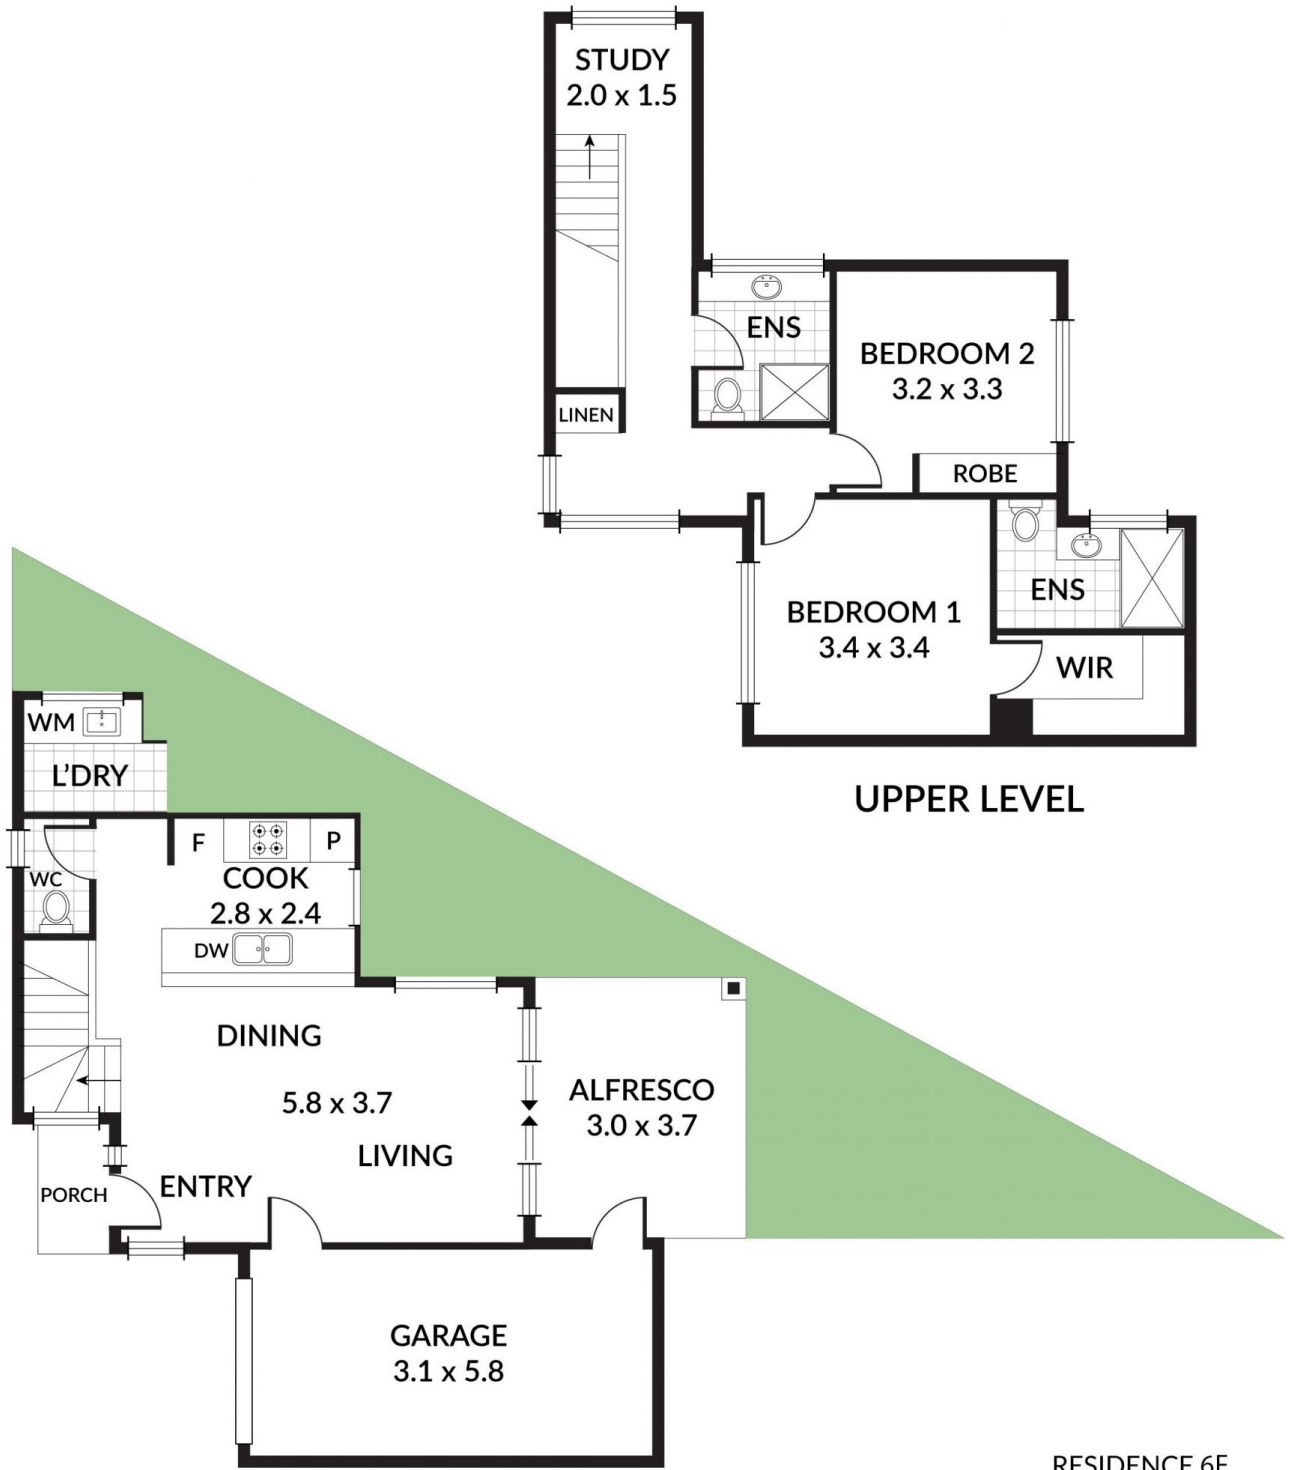 STUDY
2.0 x 1.5
ENS
BEDROOM 2
3.2 x 3.3
LINEN
ROBE
ENS
BEDROOM 1
3.4 x 3.4
WIR
UPPER LEVEL
WM
L'DRY
F
P
WC
COOK
2.8 x 2.4
DW
DINING
5.8 x 3.7
LIVING
ALFRESCO
3.0 x 3.7
PORCH
ENTRY
GARAGE
3.1 x 5.8
RESIDENCE